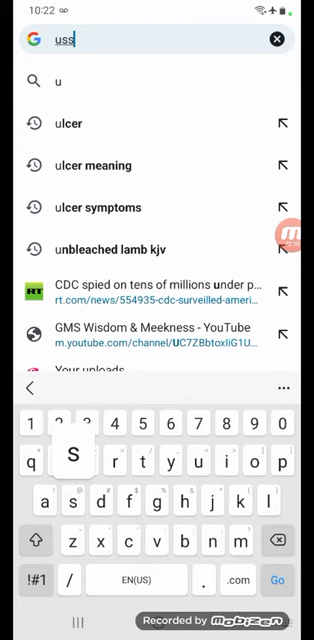 10:22
uss
u
ulcer
ulcer meaning
ulcer symptoms
unbleached lamb kjv
RT
CDC spied on tens of millions under p...
rt.com/news/554935-cdc-surveilled-ameri...
GMS Wisdom & Meekness - YouTube
m.youtube.com/channel/UC7ZBbtoxIiG1U...
Your uploads
1 2 3 4 5 6 7 8 9 0
q s r t y u i o p
a s d f g h j k l
z x c v b n m
!#1 / EN(US) . .com Go
Recorded by mobizen